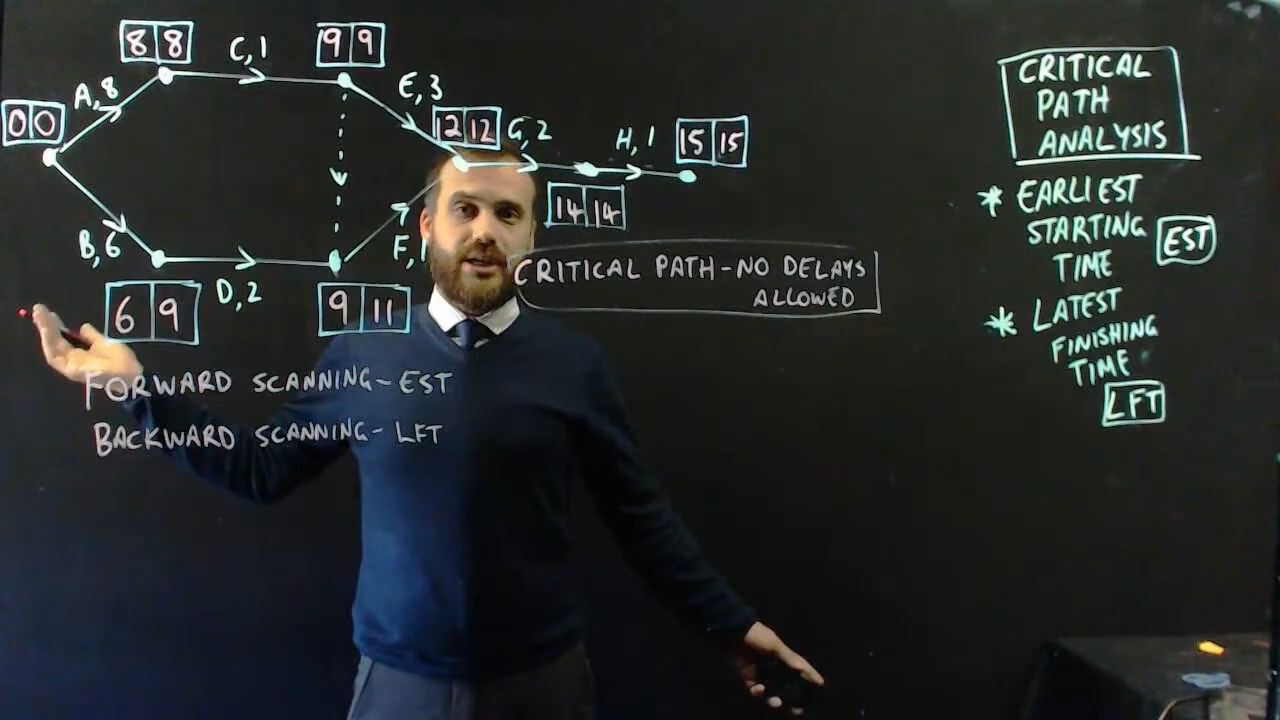 8 8
C, 1
9 9
A, 8
E, 3
0 0
12 12
G, 2
H, 1
15 15
14 14
B, 6
F,
D, 2
6 9
9 11
CRITICAL PATH - NO DELAYS
ALLOWED
FORWARD SCANNING - EST
BACKWARD SCANNING - LFT
CRITICAL
PATH
ANALYSIS
* EARLIEST
STARTING
TIME
EST
* LATEST
FINISHING
TIME
LFT